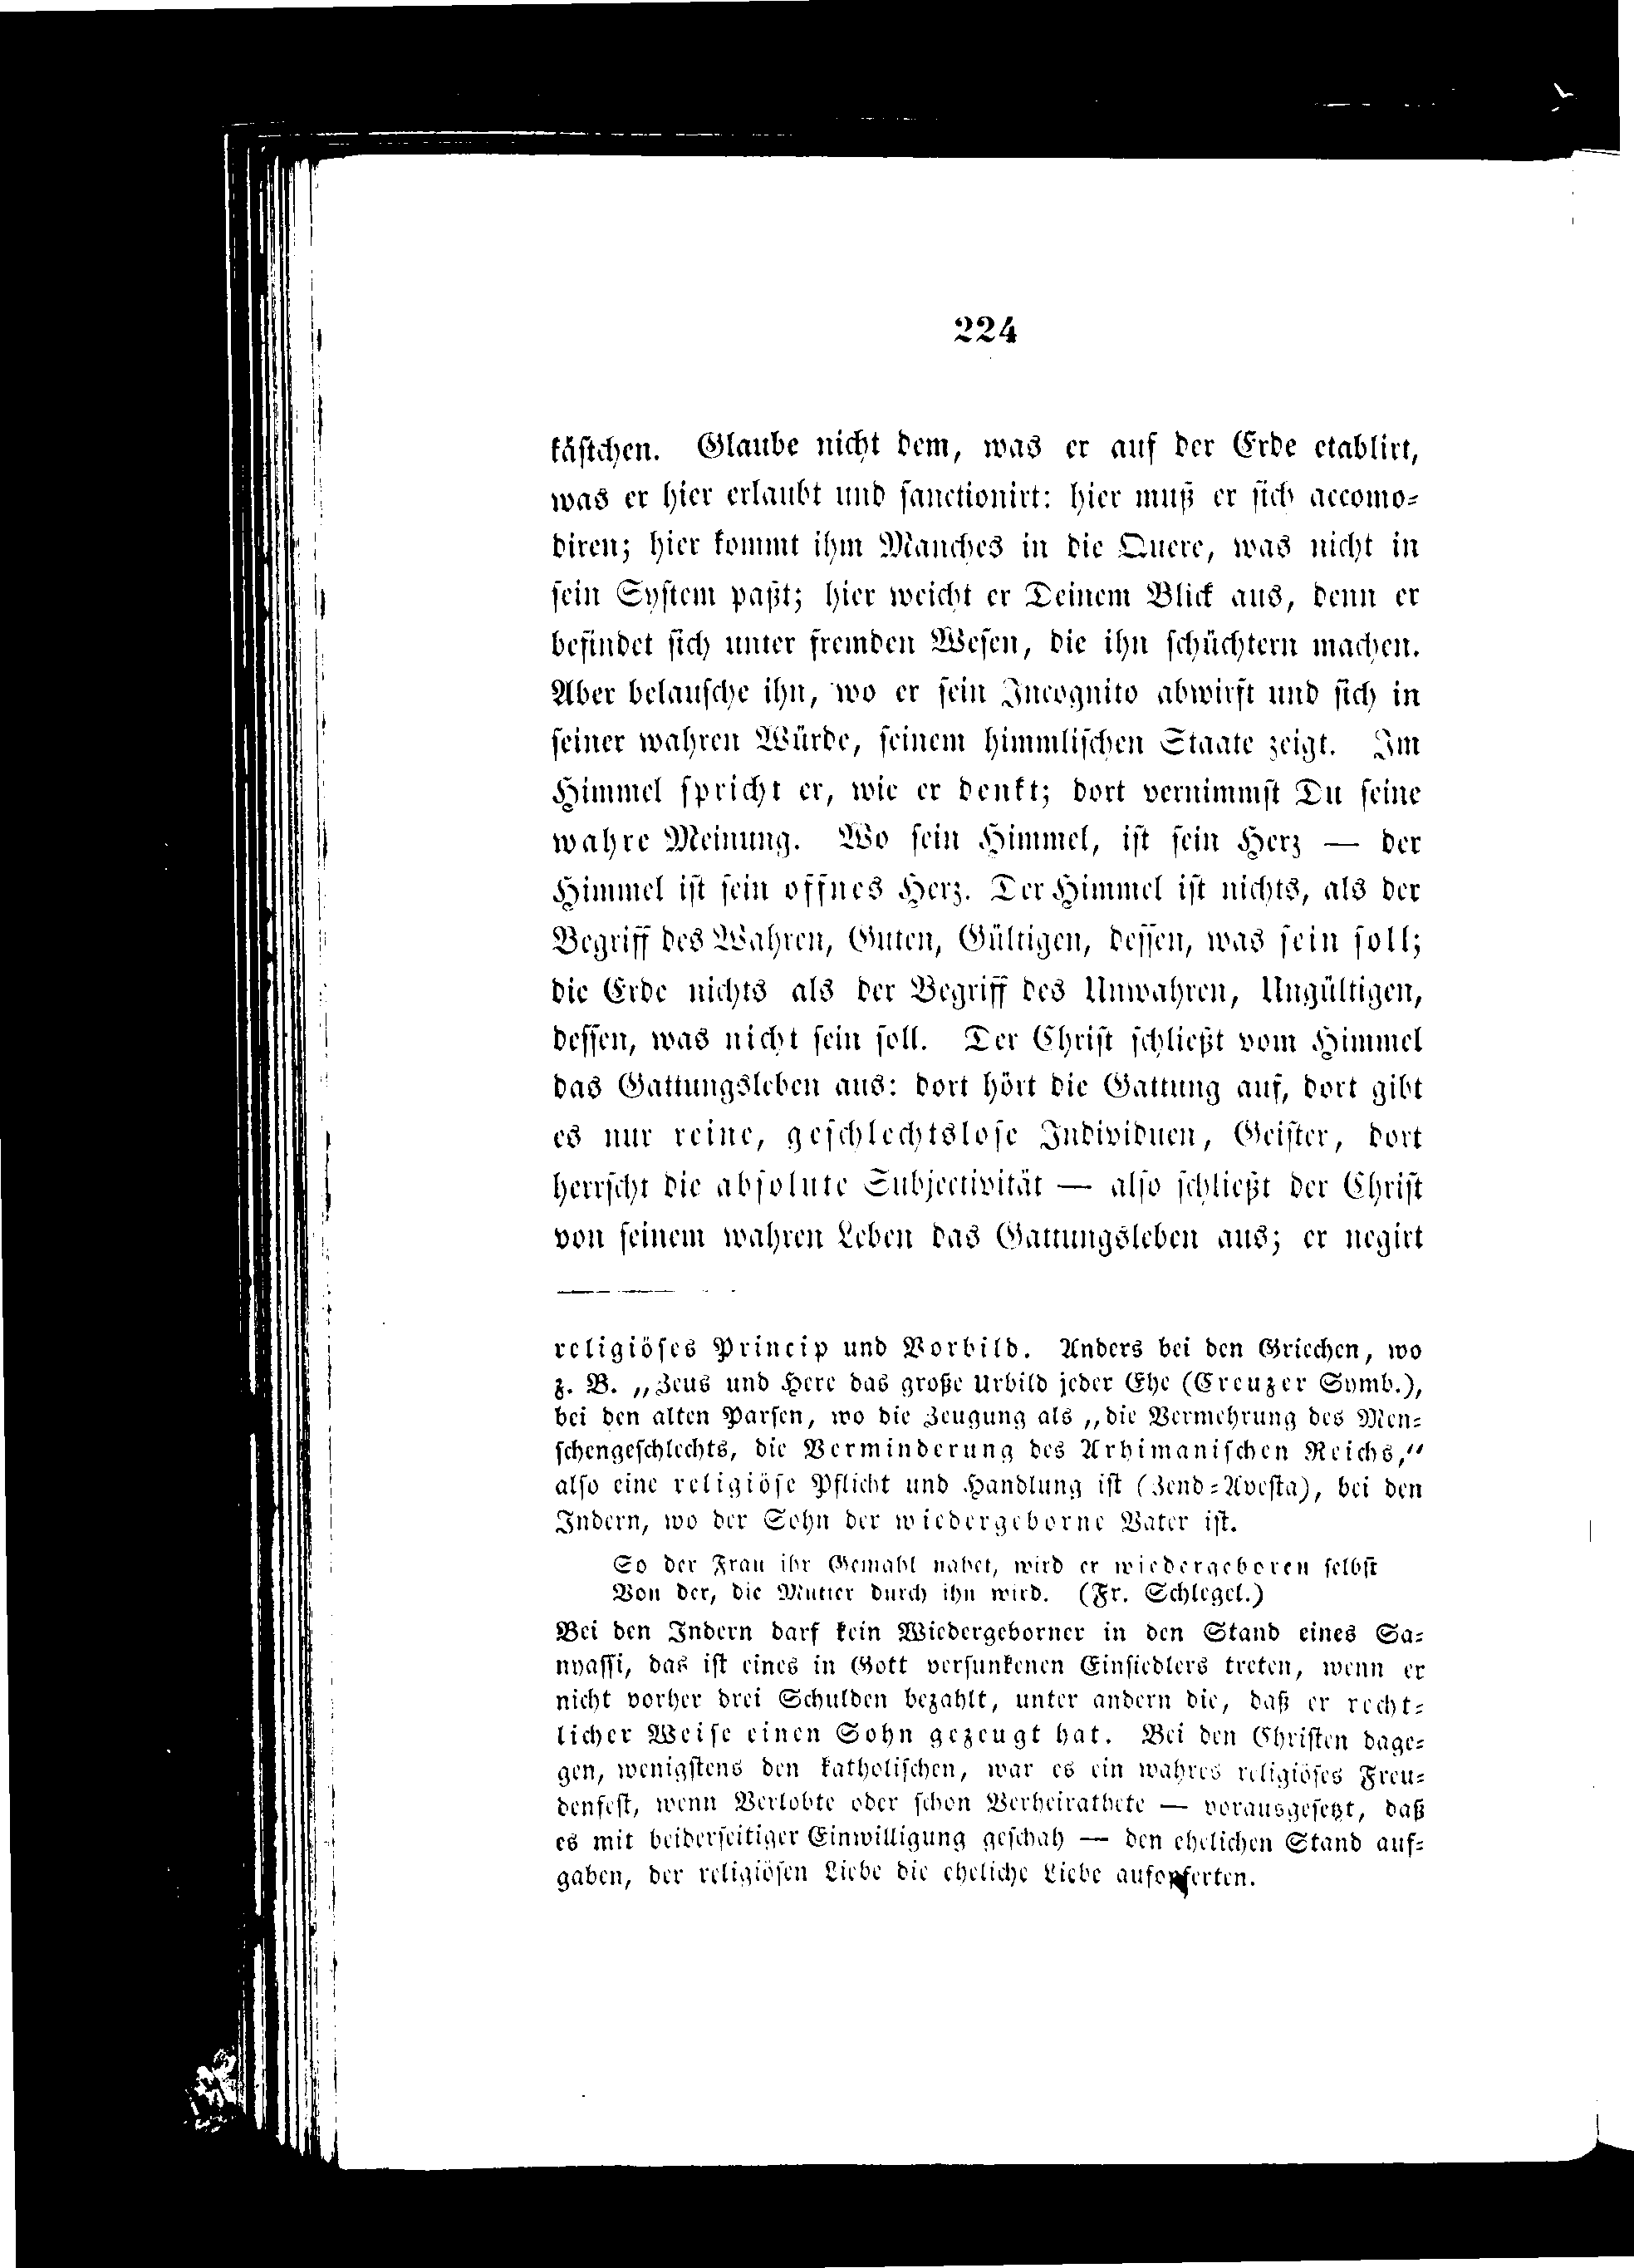 224
käſtchen. Glaube nicht dem, was er auf der Erde etablirt,
was er hier erlaubt und ſanctionirt: hier muß er ſich accomo⸗
diren; hier kommt ihm Manches in die Quere, was nicht in
ſein Syſtem paßt; hier weicht er Deinem Blick aus, denn er
befindet ſich unter fremden Weſen, die ihn ſchüchtern machen.
Aber belauſche ihn, wo er ſein Incognito abwirft und ſich in
ſeiner wahren Würde, ſeinem himmliſchen Staate zeigt. Im
Himmel ſpricht er, wie er denkt; dort vernimmſt Du ſeine
wahre Meinung. Wo ſein Himmel, iſt ſein Herz — der
Himmel iſt ſein offnes Herz. Der Himmel iſt nichts, als der
Begriff des Wahren, Guten, Gültigen, deſſen, was ſein ſoll;
die Erde nichts als der Begriff des Unwahren, Ungültigen,
deſſen, was nicht ſein ſoll. Der Chriſt ſchließt vom Himmel
das Gattungsleben aus: dort hört die Gattung auf, dort gibt
es nur reine, geſchlechtsloſe Individuen, Geiſter, dort
herrſcht die abſolute Subjectivität — alſo ſchließt der Chriſt
von ſeinem wahren Leben das Gattungsleben aus; er negirt
religiöſes Princip und Vorbild. Anders bei den Griechen, wo
z. B. „Zeus und Here das große Urbild jeder Ehe (Creuzer Symb.),
bei den alten Parſen, wo die Zeugung als „die Vermehrung des Men⸗
ſchengeſchlechts, die Verminderung des Arhimaniſchen Reichs,“
alſo eine religiöſe Pflicht und Handlung iſt (Zend⸗Aveſta), bei den
Indern, wo der Sohn der wiedergeborne Vater iſt.
So der Frau ihr Gemahl nahet, wird er wiedergeboren ſelbſt
Von der, die Mutter durch ihn wird. (Fr. Schlegel.)
Bei den Indern darf kein Wiedergeborner in den Stand eines Sa⸗
nyaſſi, das iſt eines in Gott verſunkenen Einſiedlers treten, wenn er
nicht vorher drei Schulden bezahlt, unter andern die, daß er recht⸗
licher Weiſe einen Sohn gezeugt hat. Bei den Chriſten dage⸗
gen, wenigſtens den katholiſchen, war es ein wahres religiöſes Freu⸗
denfeſt, wenn Verlobte oder ſchon Verheirathete — vorausgeſetzt, daß
es mit beiderſeitiger Einwilligung geſchah — den ehelichen Stand auf⸗
gaben, der religiöſen Liebe die eheliche Liebe aufopferten.